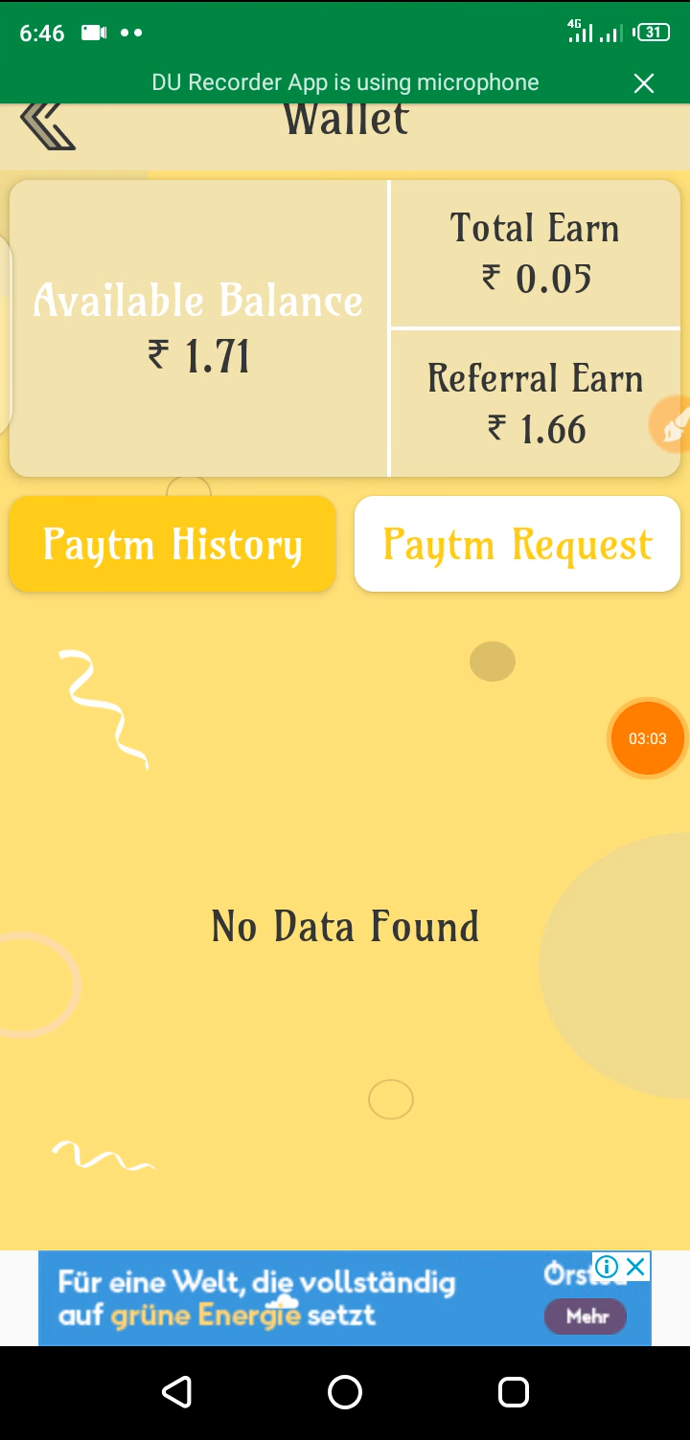 6:46
4G
31
DU Recorder App is using microphone
Wallet
Available Balance
₹ 1.71
Total Earn
₹ 0.05
Referral Earn
₹ 1.66
Paytm History
Paytm Request
03:03
No Data Found
Für eine Welt, die vollständig
auf grüne Energie setzt
Mehr